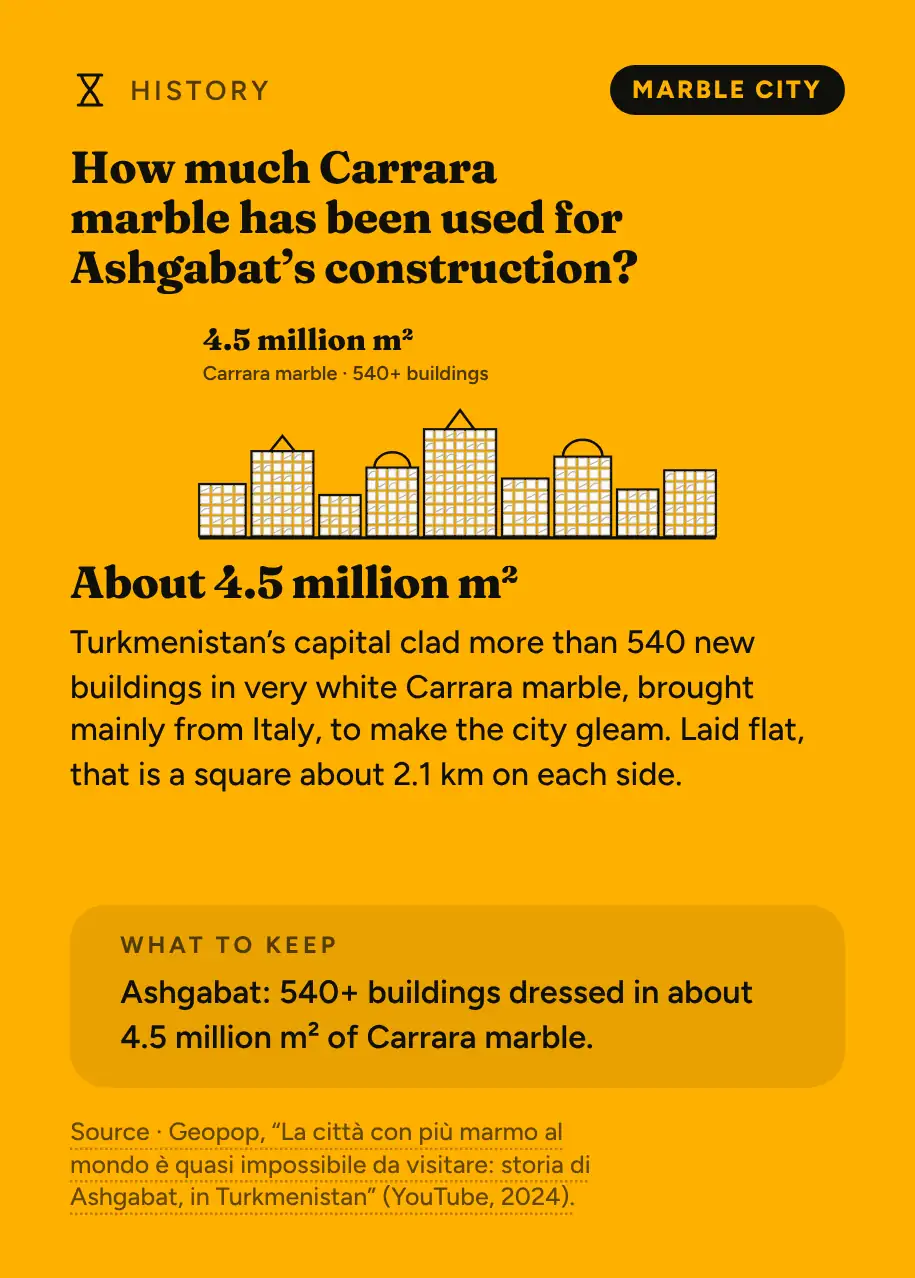 HISTORY
MARBLE CITY
How much Carrara
marble has been used for
Ashgabat’s construction?
4.5 million m²
Carrara marble · 540+ buildings
About 4.5 million m²
Turkmenistan’s capital clad more than 540 new
buildings in very white Carrara marble, brought
mainly from Italy, to make the city gleam. Laid flat,
that is a square about 2.1 km on each side.
WHAT TO KEEP
Ashgabat: 540+ buildings dressed in about
4.5 million m² of Carrara marble.
Source · Geopop, “La città con più marmo al
mondo è quasi impossibile da visitare: storia di
Ashgabat, in Turkmenistan” (YouTube, 2024).